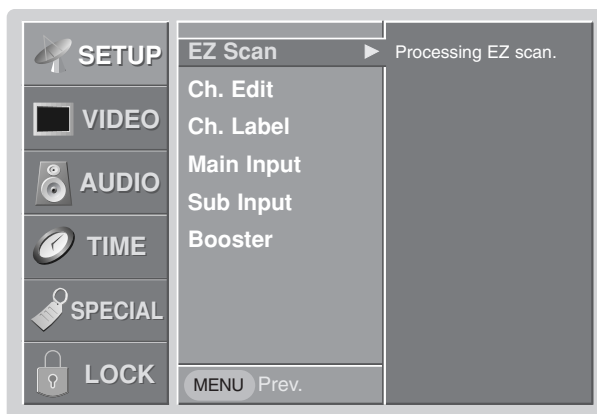 SETUP
VIDEO
AUDIO
TIME
SPECIAL
LOCK
EZ Scan
Ch. Edit
Ch. Label
Main Input
Sub Input
Booster
MENU Prev.
Processing EZ scan.